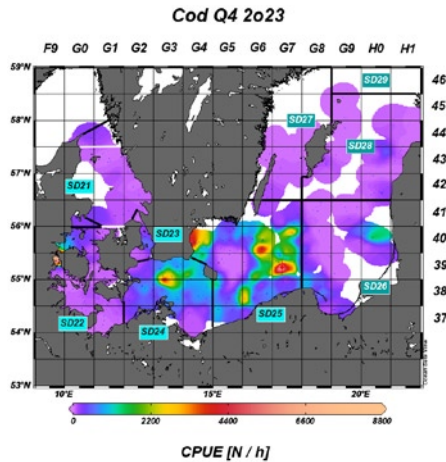 Cod Q4 2o23
F9 G0 G1 G2 G3 G4 G5 G6 G7 G8 G9 H0 H1
59°N
SD29
46
SD27
45
58°N
44
SD28
43
57°N
SD21
42
41
56°N
SD23
40
39
55°N
SD26
38
SD22
SD24
SD25
37
54°N
53°N
10°E 15°E 20°E
0 2200 4400 6600 8800
CPUE [N / h]